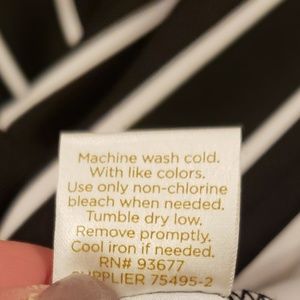 Machine wash cold.
With like colors.
Use only non-chlorine
bleach when needed.
Tumble dry low.
Remove promptly.
Cool iron if needed.
RN# 93677
SUPPLIER 75495-2